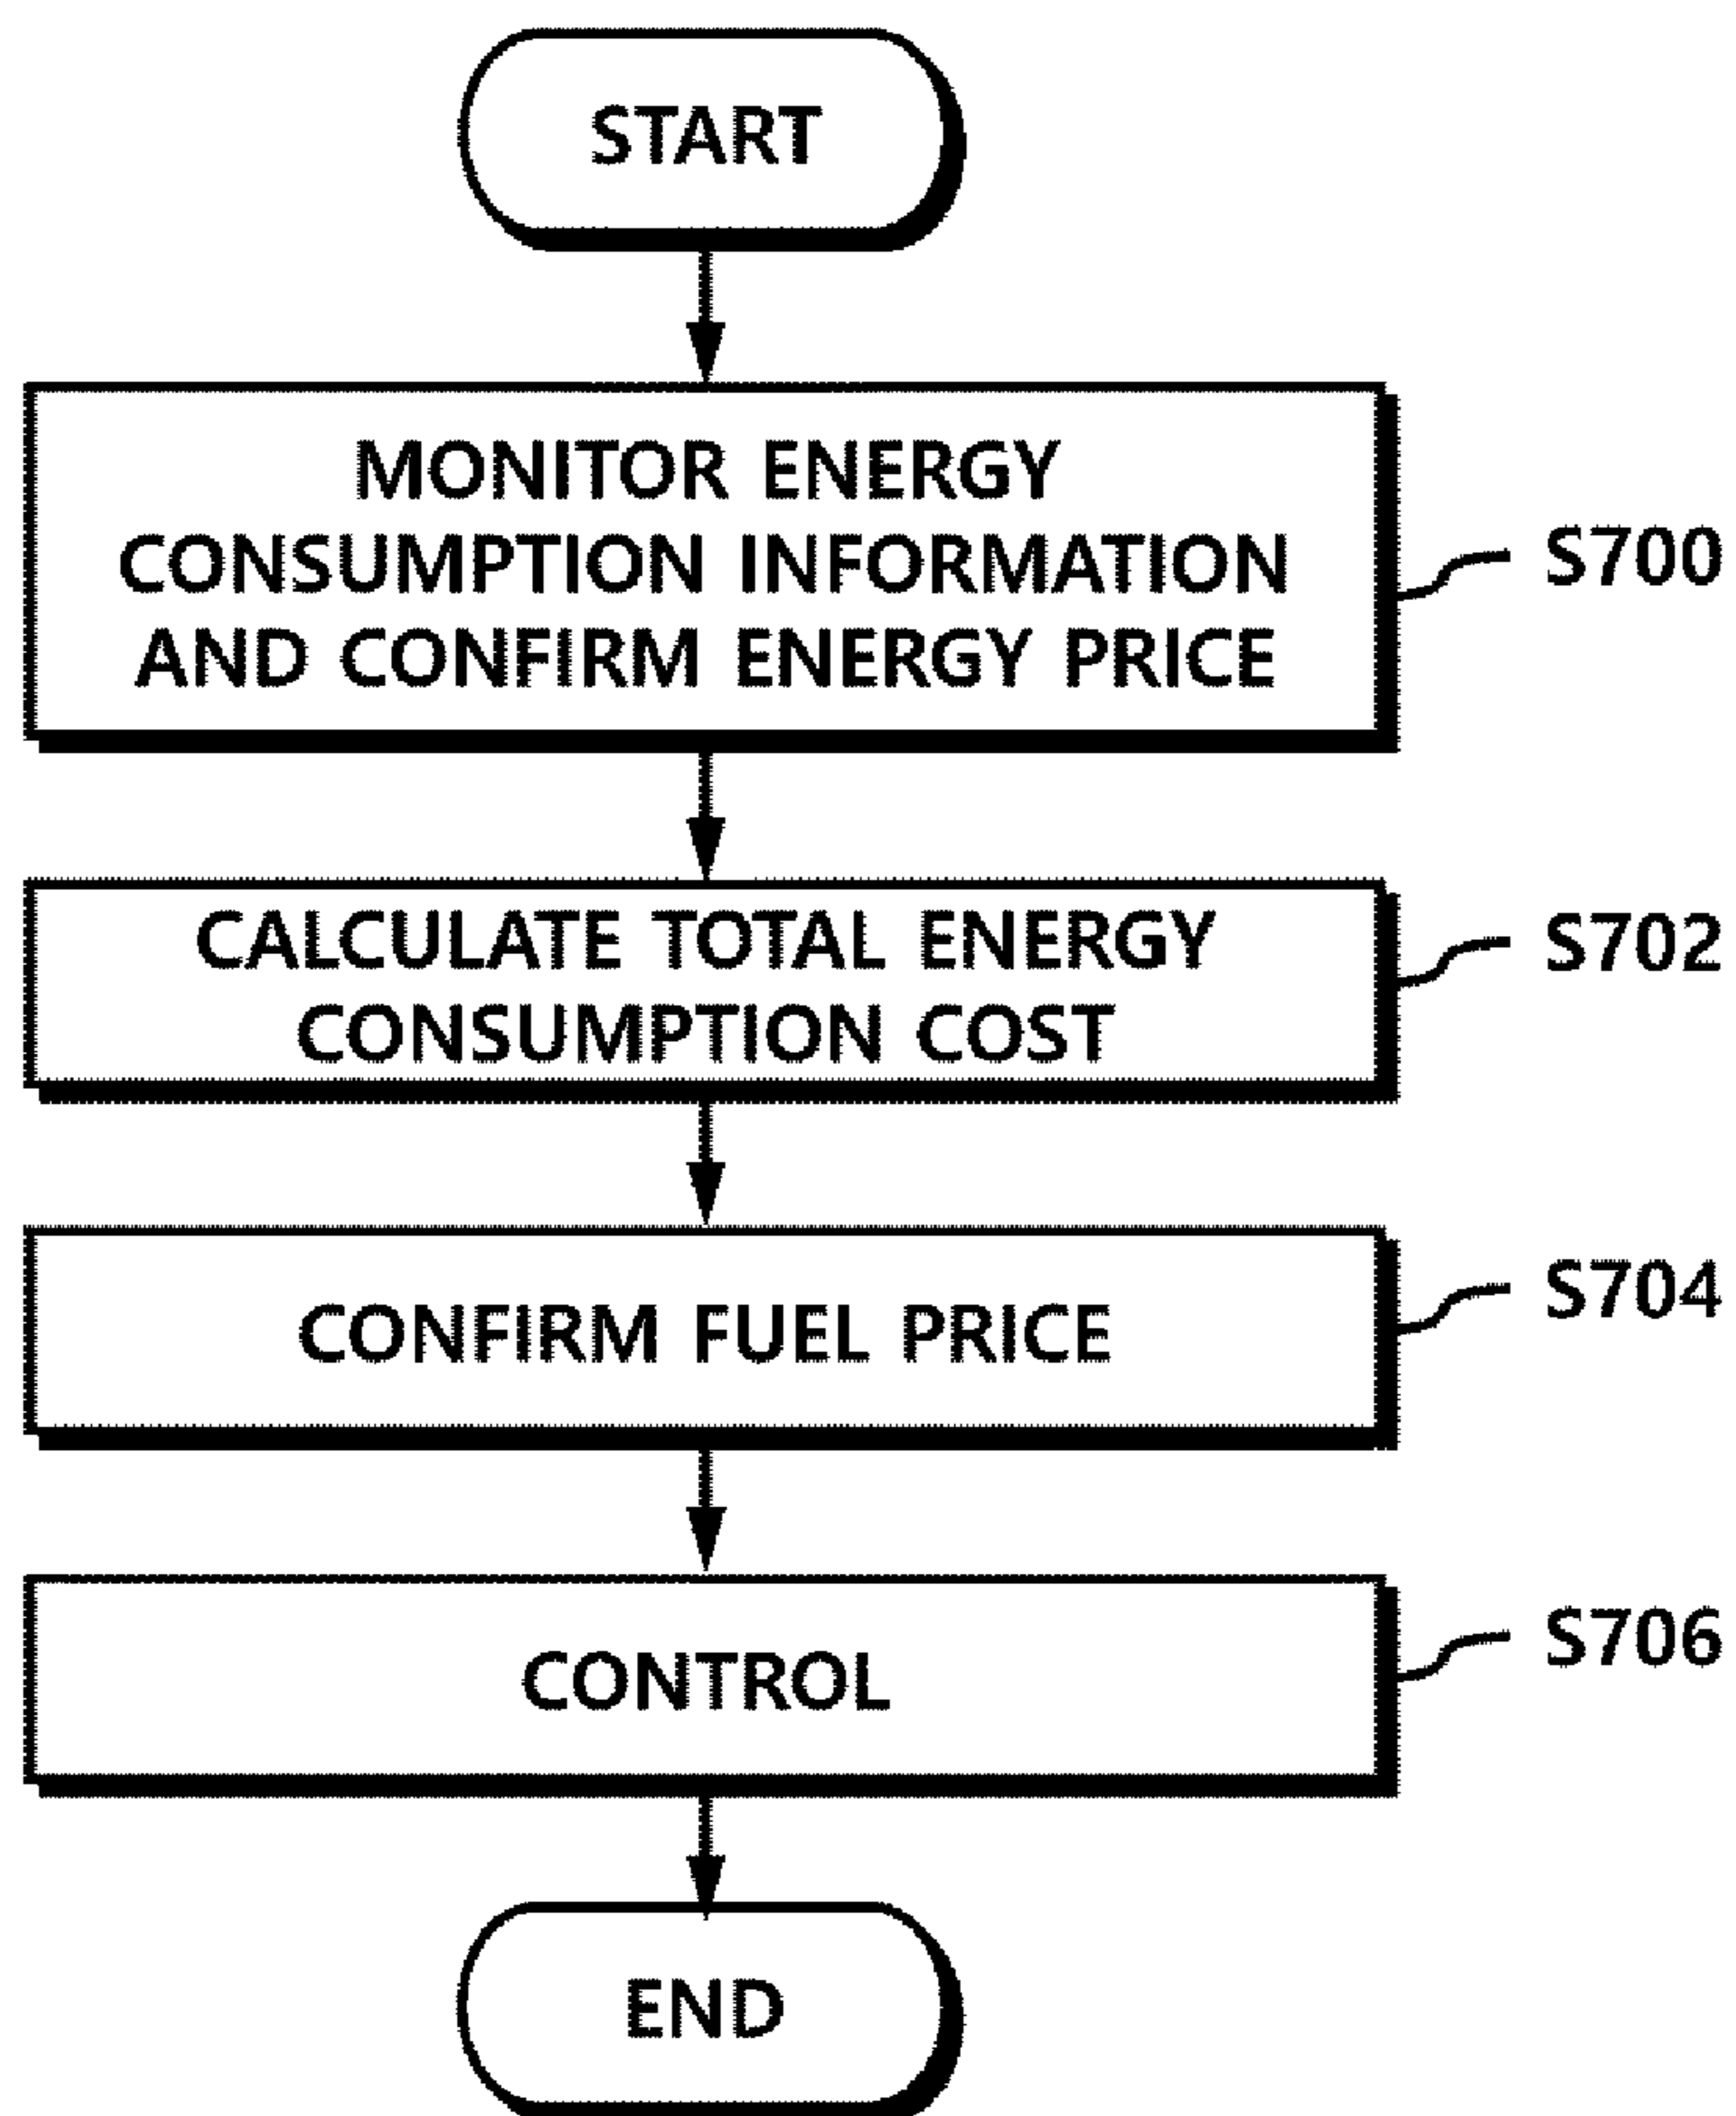 START
MONITOR ENERGY
CONSUMPTION INFORMATION
AND CONFIRM ENERGY PRICE
S700
CALCULATE TOTAL ENERGY
CONSUMPTION COST
S702
CONFIRM FUEL PRICE
S704
CONTROL
S706
END